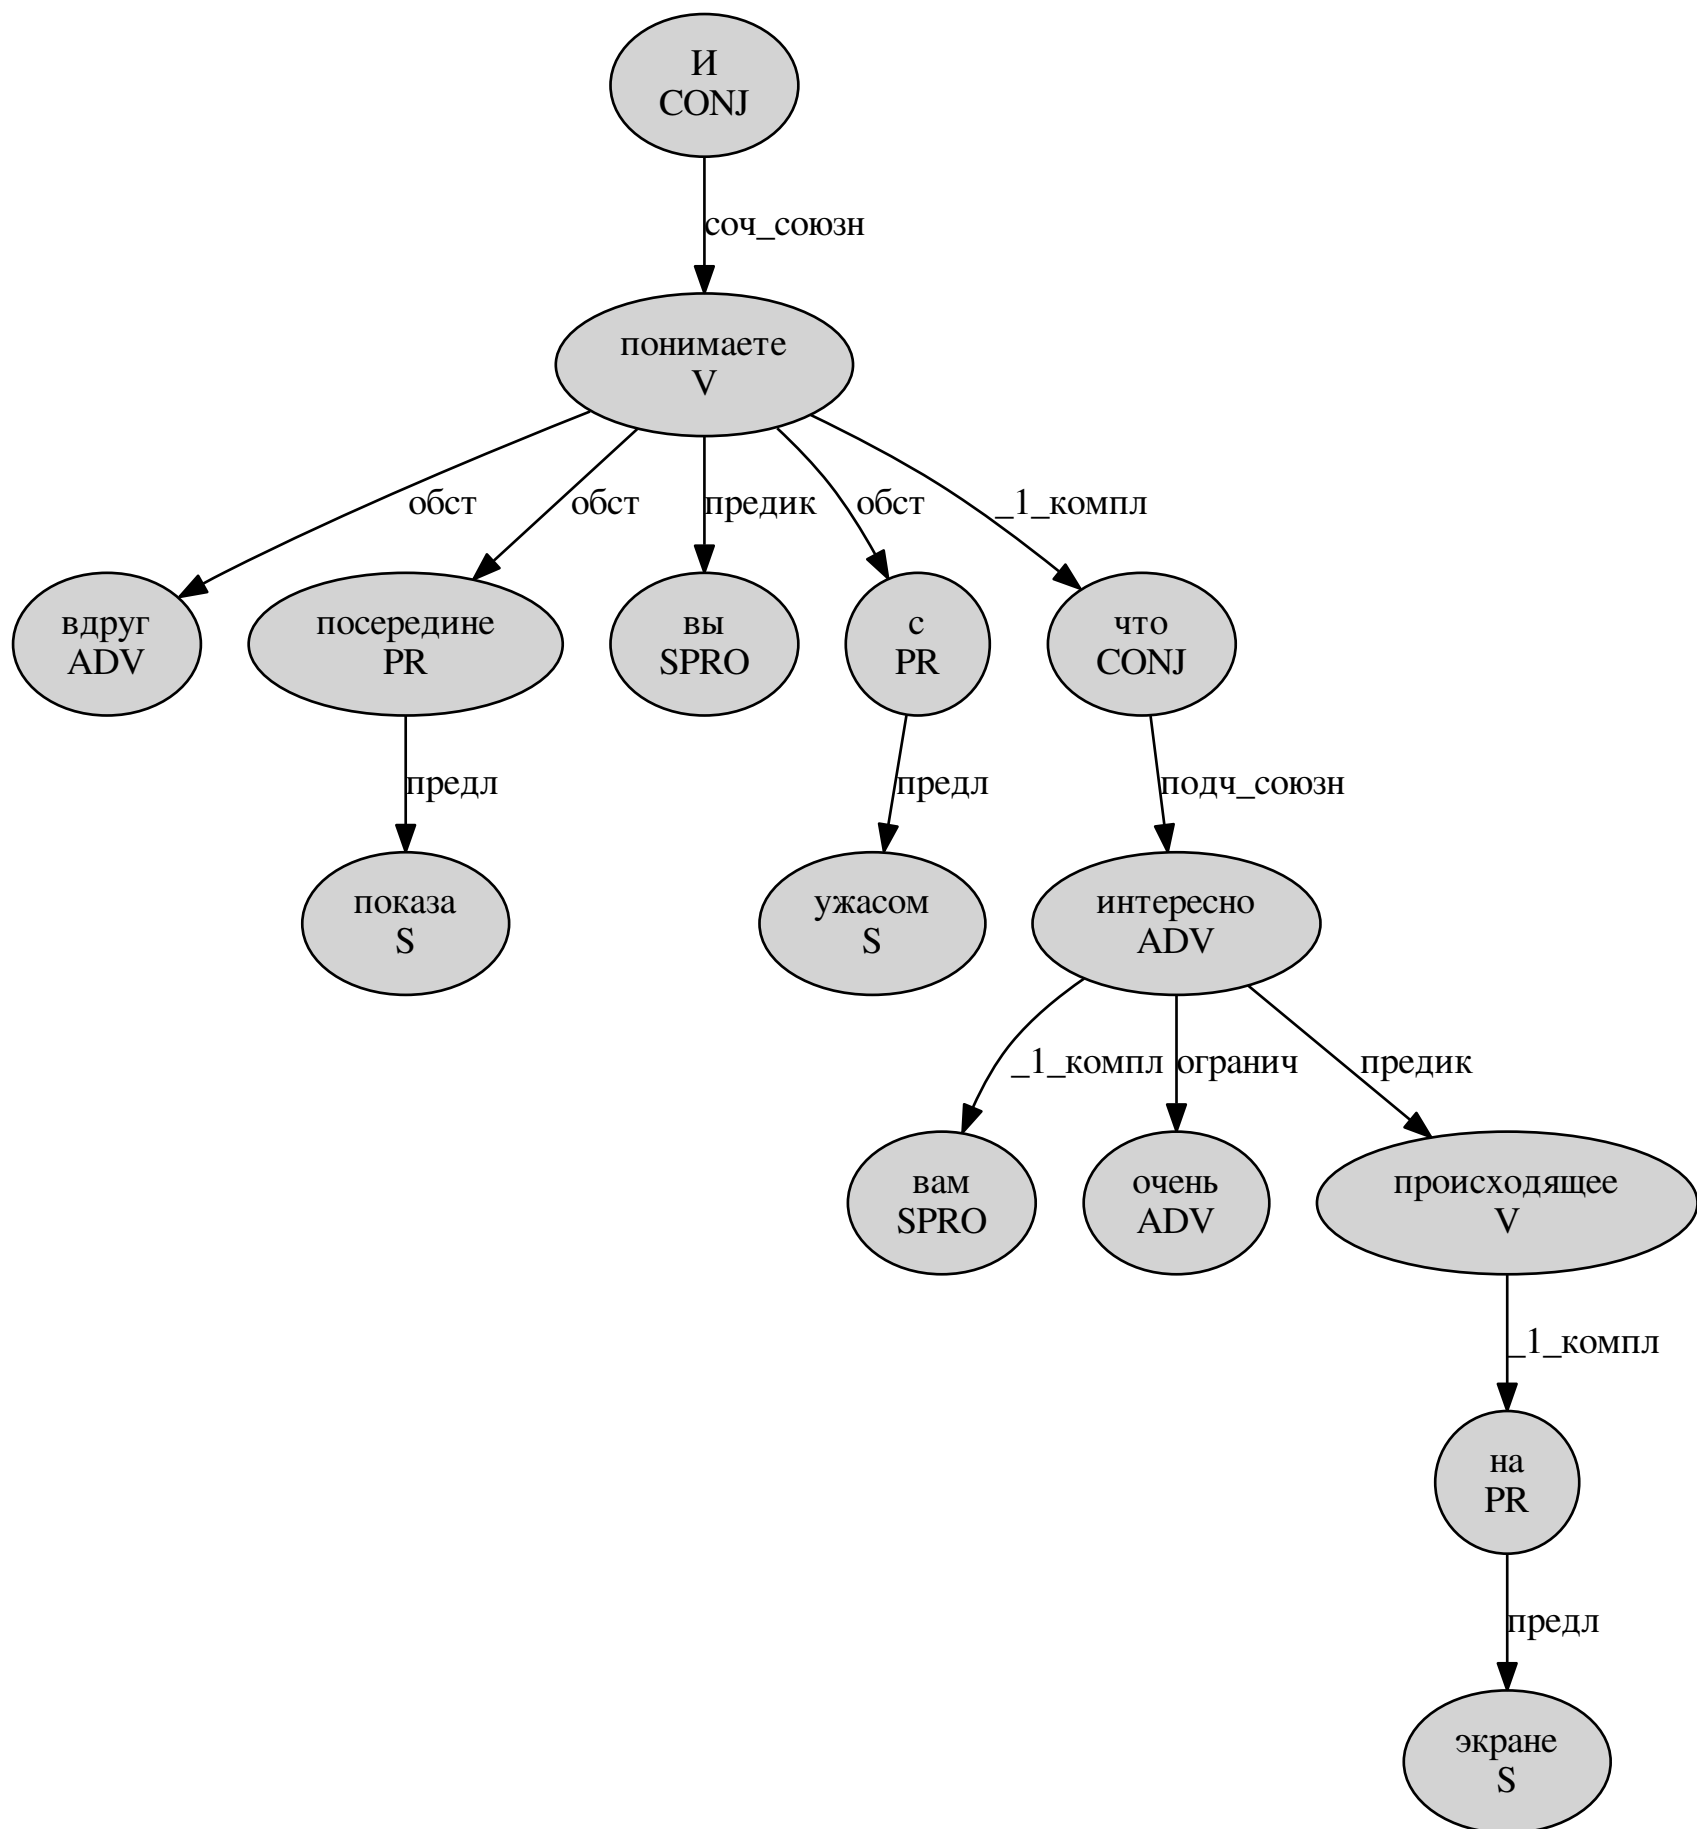 И
CONJ
соч_союзн
понимаете
V
обст
обст
предик
обст
_1_компл
вдруг
ADV
посередине
PR
вы
SPRO
с
PR
что
CONJ
предл
предл
подч_союзн
показа
S
ужасом
S
интересно
ADV
_1_компл
огранич
предик
вам
SPRO
очень
ADV
происходящее
V
_1_компл
на
PR
предл
экране
S